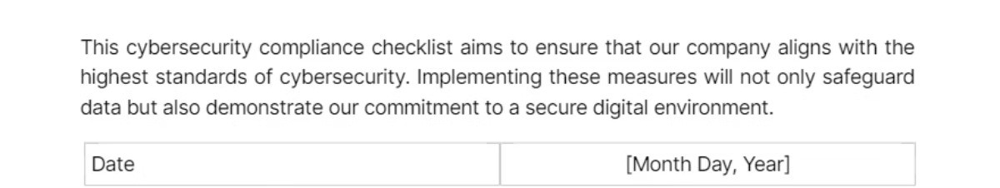 This cybersecurity compliance checklist aims to ensure that our company aligns with the
highest standards of cybersecurity. Implementing these measures will not only safeguard
data but also demonstrate our commitment to a secure digital environment.
Date [Month Day, Year]